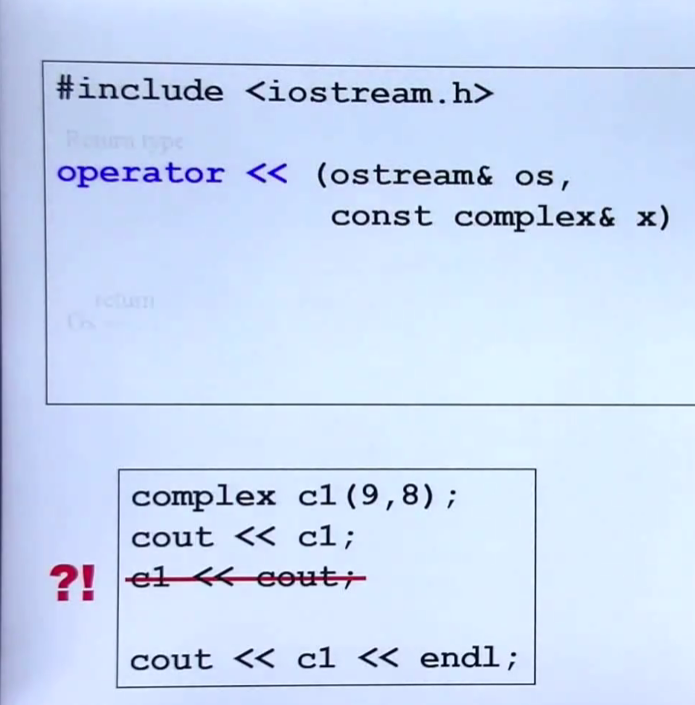 #include <iostream.h>
Return type
operator << (ostream& os,
const complex& x)
return
Os
complex c1(9,8);
cout << c1;
?! c1 << cout;
cout << c1 << endl;